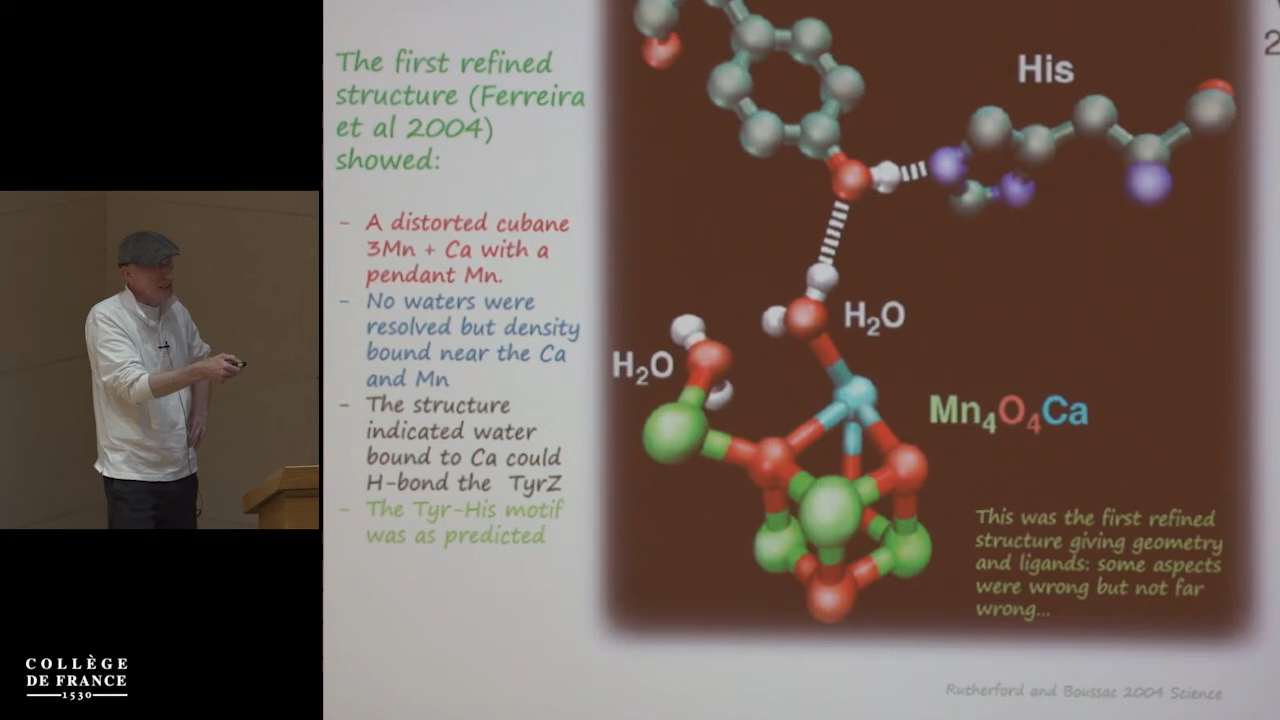 The first refined
structure (Ferreira
et al 2004)
showed:
- A distorted cubane
3Mn + Ca with a
pendant Mn.
- No waters were
resolved but density
bound near the Ca
and Mn
- The structure
indicated water
bound to Ca could
H-bond the TyrZ
- The Tyr-His motif
was as predicted
2
His
H₂O
H₂O
Mn₄O₄Ca
This was the first refined
structure giving geometry
and ligands: some aspects
were wrong but not far
wrong...
Rutherford and Boussac 2004 Science
COLLÈGE
DE FRANCE
1530